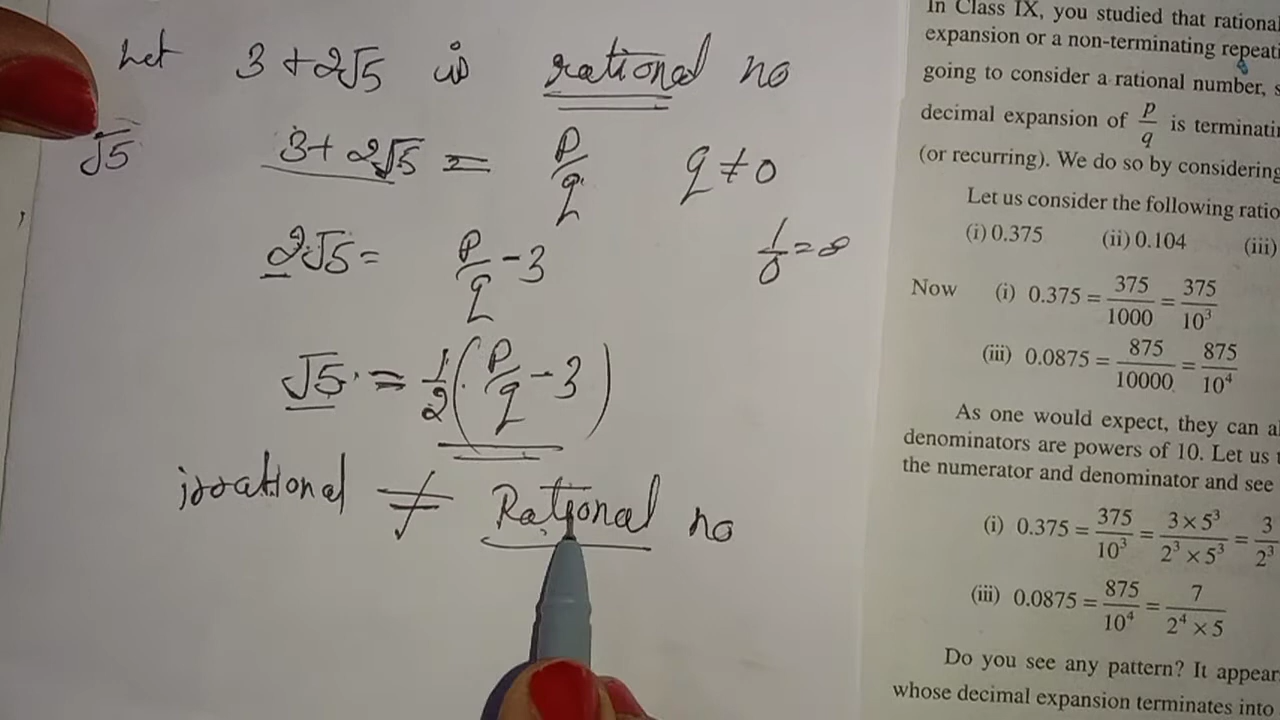 Let 3 + 2√5 is rational no
√5
3 + 2√5 = p/q q ≠ 0
2√5 = p/q - 3
1/0 = ∞
√5 = 1/2 (p/q - 3)
irrational ≠ Rational no
In Class IX, you studied that rational
expansion or a non-terminating repeati
going to consider a rational number, s
decimal expansion of p/q is terminati
(or recurring). We do so by considering
Let us consider the following ratio
(i) 0.375 (ii) 0.104 (iii)
Now (i) 0.375 = 375/1000 = 375/10³
(iii) 0.0875 = 875/10000 = 875/10⁴
As one would expect, they can al
denominators are powers of 10. Let us
the numerator and denominator and see
(i) 0.375 = 375/10³ = 3 × 5³/2³ × 5³ = 3/2³
(iii) 0.0875 = 875/10⁴ = 7/2⁴ × 5
Do you see any pattern? It appear
whose decimal expansion terminates into